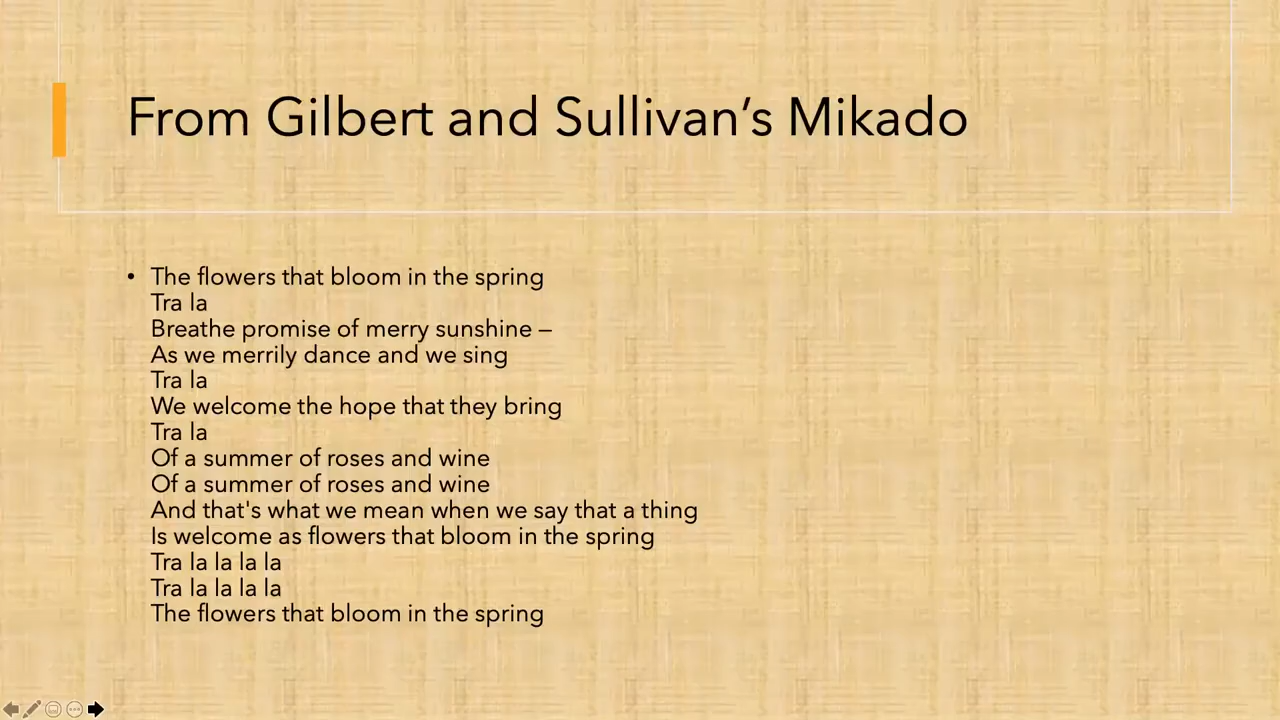 From Gilbert and Sullivan’s Mikado
• The flowers that bloom in the spring
Tra la
Breathe promise of merry sunshine –
As we merrily dance and we sing
Tra la
We welcome the hope that they bring
Tra la
Of a summer of roses and wine
Of a summer of roses and wine
And that's what we mean when we say that a thing
Is welcome as flowers that bloom in the spring
Tra la la la la
Tra la la la la
The flowers that bloom in the spring